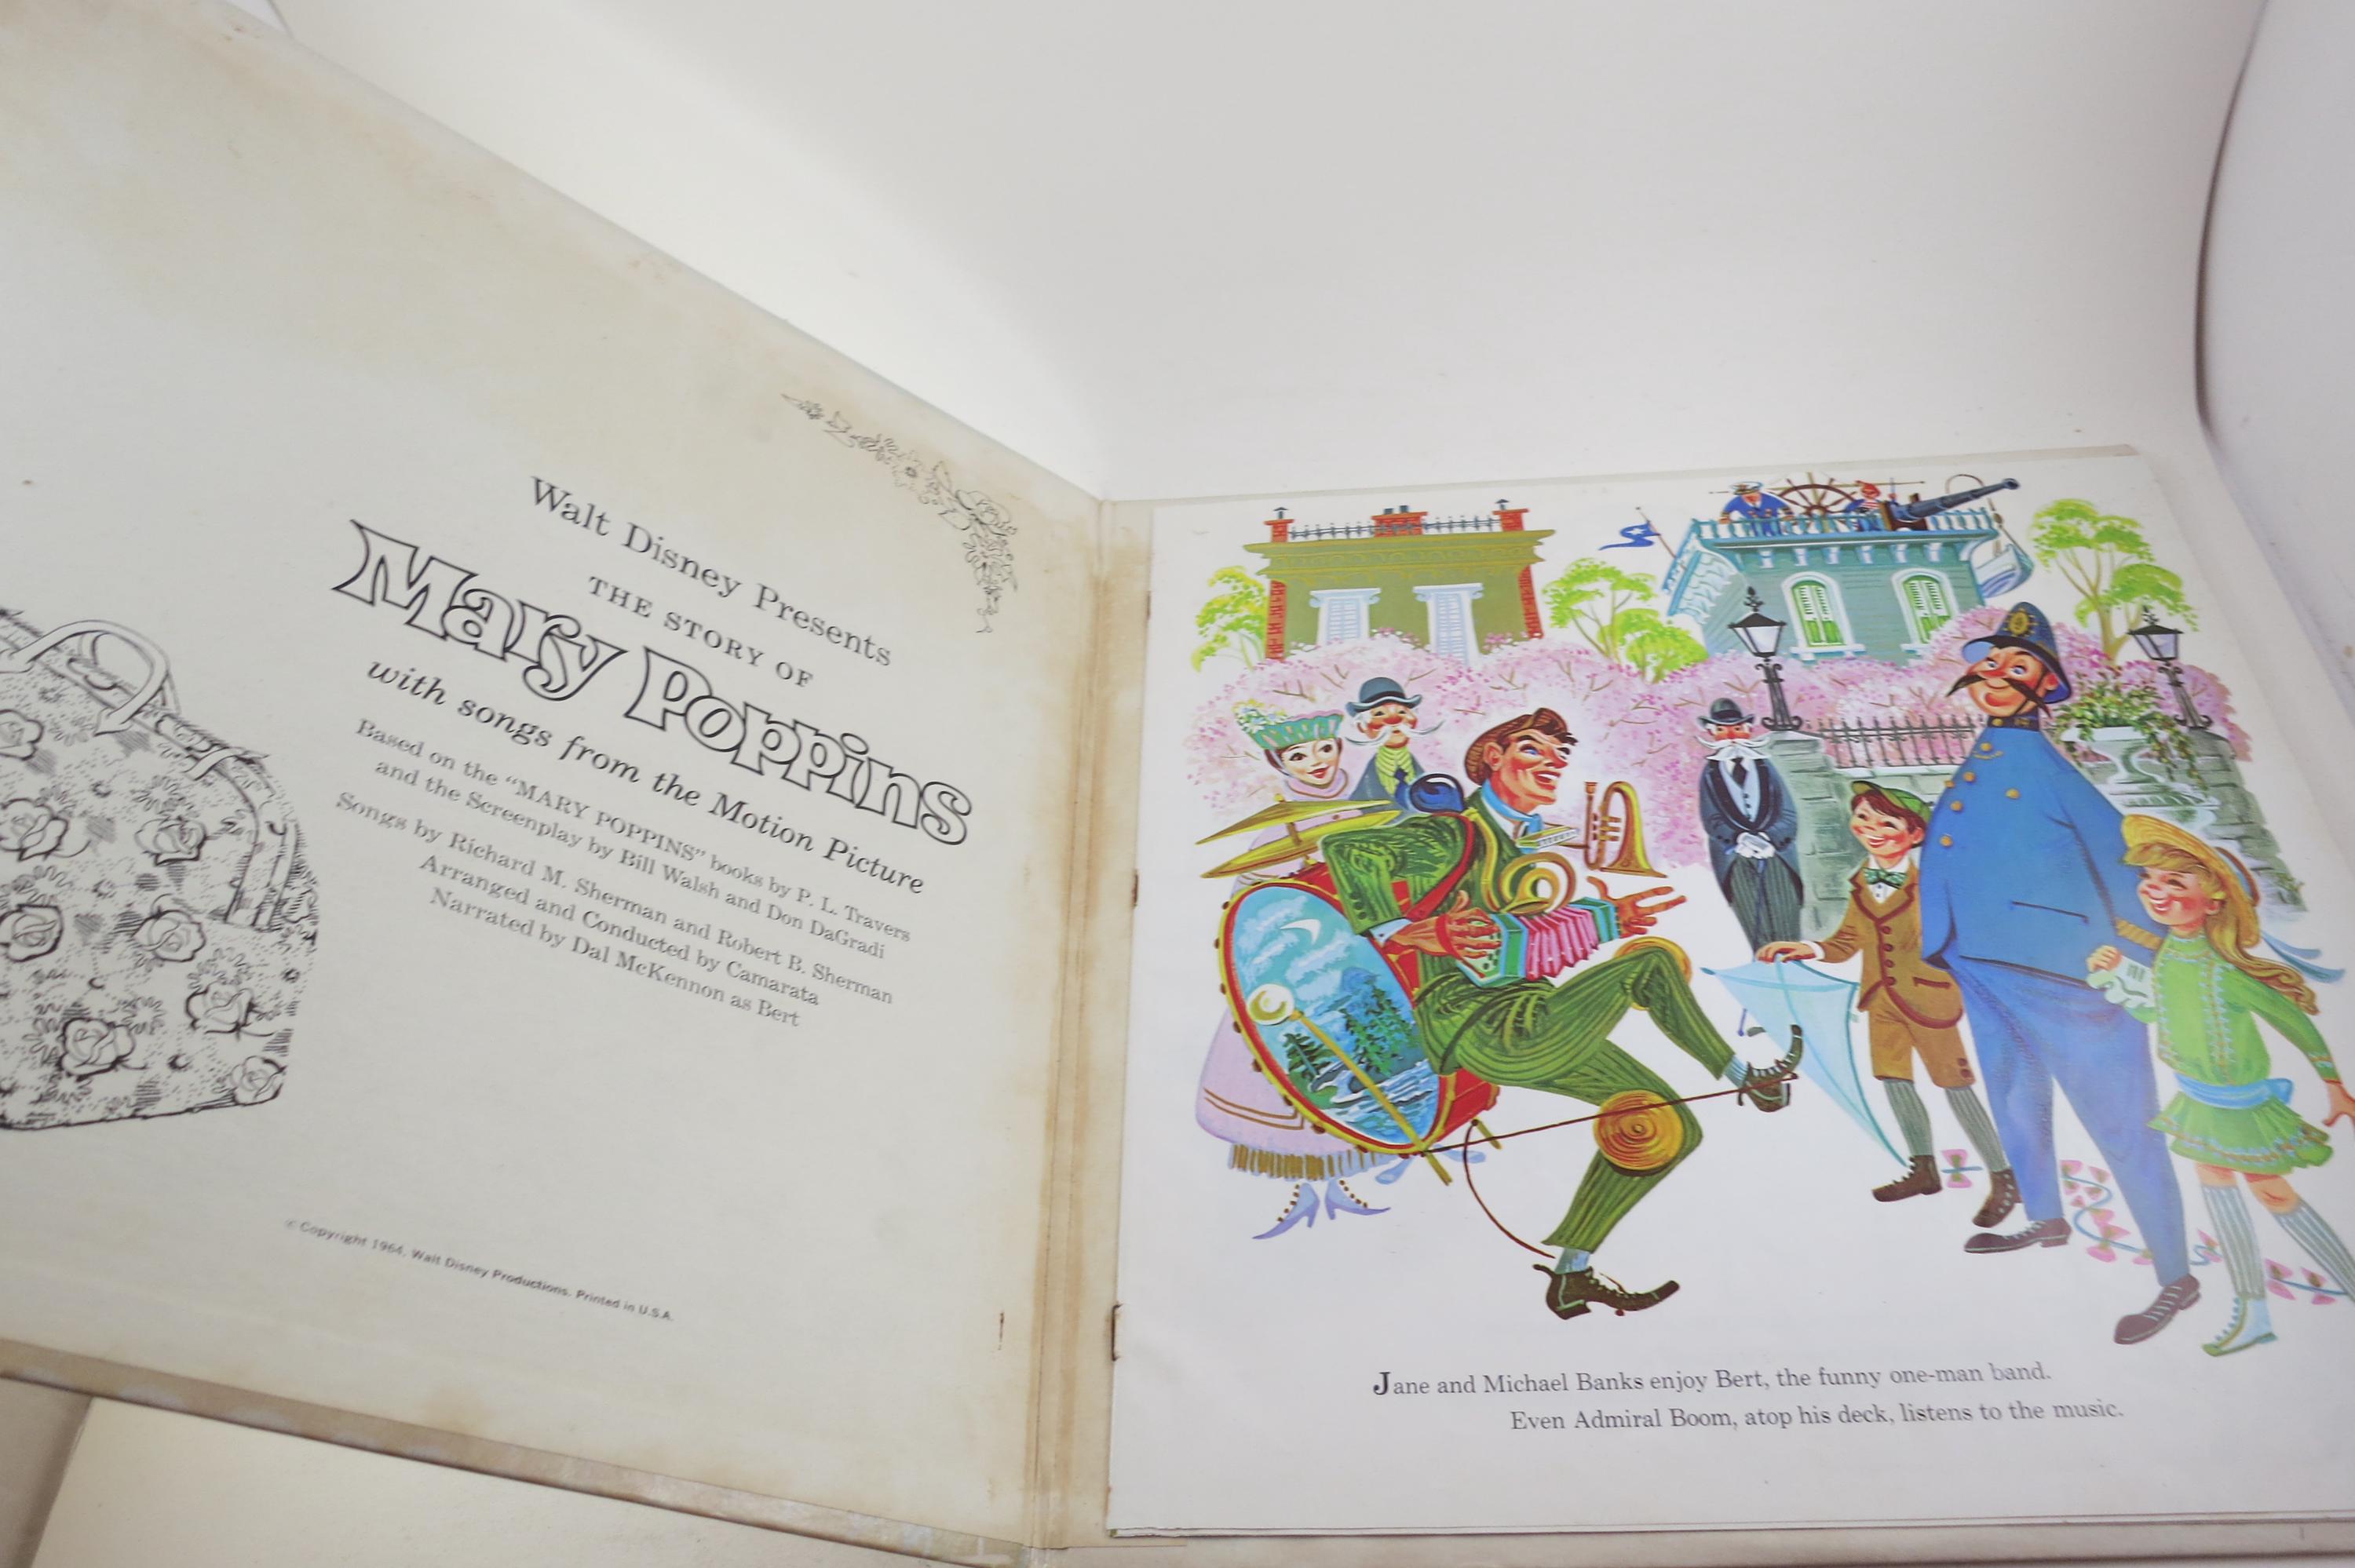 Walt Disney Presents
THE STORY OF
Mary Poppins
with songs from the Motion Picture
Based on the “MARY POPPINS” books by P. L. Travers
and the Screenplay by Bill Walsh and Don DaGradi
Songs by Richard M. Sherman and Robert B. Sherman
Arranged and Conducted by Camarata
Narrated by Dal McKennon as Bert
© Copyright 1964, Walt Disney Productions. Printed in U.S.A.
Jane and Michael Banks enjoy Bert, the funny one-man band.
Even Admiral Boom, atop his deck, listens to the music.